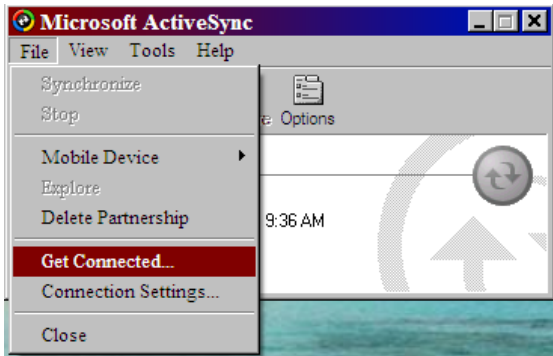 Microsoft ActiveSync
File View Tools Help
Synchronize
Stop
Options
Mobile Device
Explore
Delete Partnership
9:36 AM
Get Connected...
Connection Settings...
Close